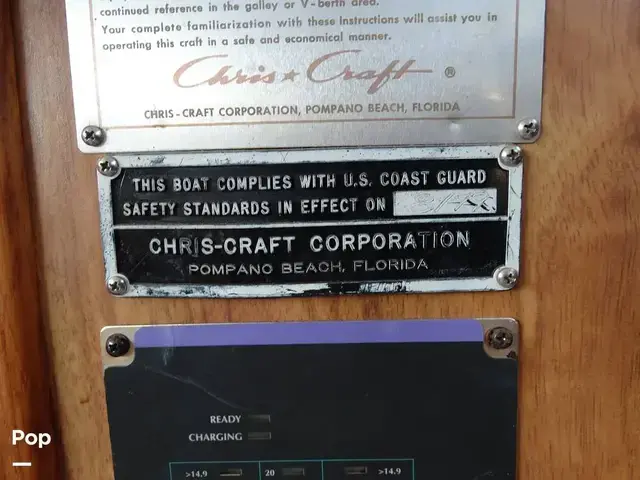 continued reference in the galley or V-berth area.
Your complete familiarization with these instructions will assist you in
operating this craft in a safe and economical manner.
Chris★Craft ®
CHRIS-CRAFT CORPORATION, POMPANO BEACH, FLORIDA
THIS BOAT COMPLIES WITH U.S. COAST GUARD
SAFETY STANDARDS IN EFFECT ON
CHRIS-CRAFT CORPORATION
POMPANO BEACH, FLORIDA
READY
CHARGING
>14.9 20 >14.9
Pop